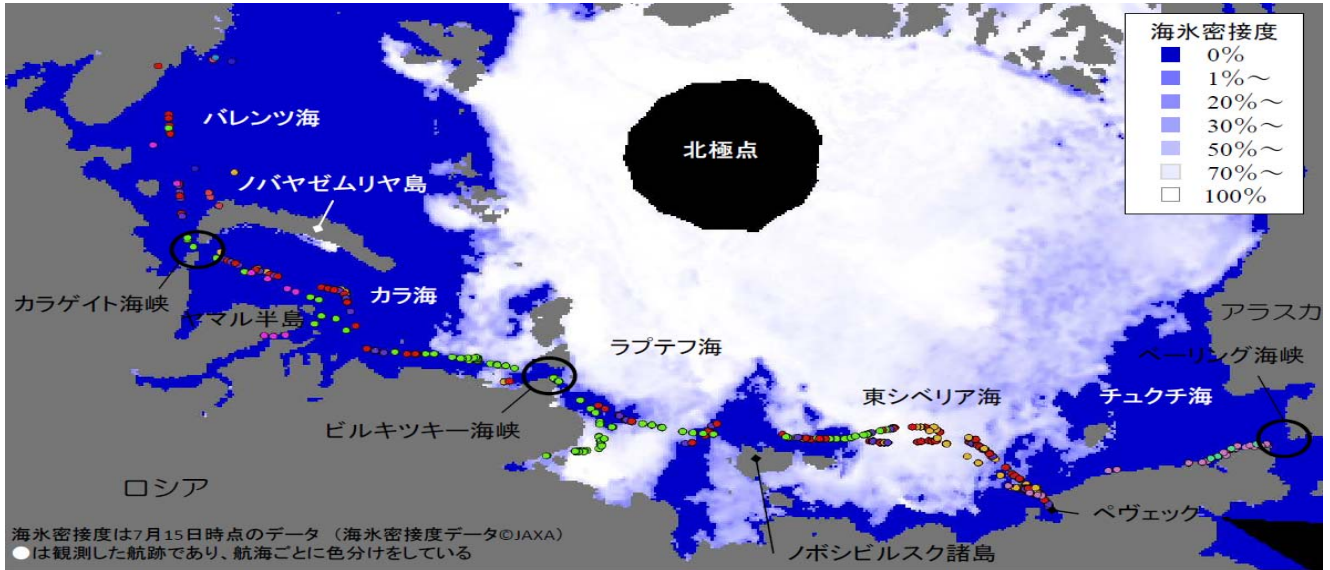 海氷密接度
0%
1%～
20%～
30%～
50%～
70%～
100%
バレンツ海
北極点
ノバヤゼムリヤ島
カラゲイト海峡
カラ海
ヤマル半島
アラスカ
ラプテフ海
ベーリング海峡
東シベリア海
チュクチ海
ビルキツキー海峡
ロシア
ペヴェック
海氷密接度は7月15日時点のデータ (海氷密接度データ©JAXA)
●は観測した航跡であり、航海ごとに色分けをしている
ノボシビルスク諸島